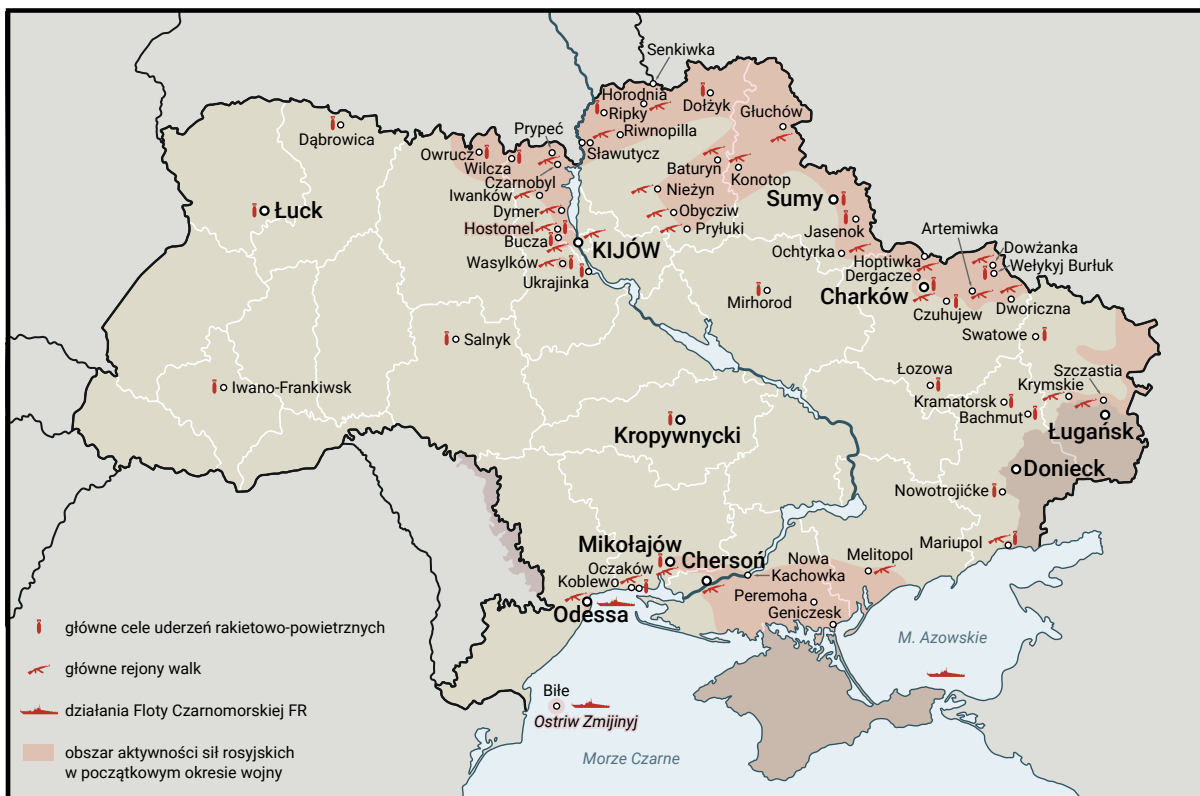 Senkiwka
Horodnia
Ripky
Dołżyk
Głuchów
Dąbrowica
Prypeć
Riwnopilla
Owrucz
Wilcza
Sławutycz
Czarnobyl
Baturyn
Konotop
Iwanków
Nieżyn
Łuck
Dymer
Obycziw
Sumy
Hostomel
Pryłuki
Jasenok
Artemiwka
Bucza
KIJÓW
Ochtyrka
Hoptiwka
Dowżanka
Wasylków
Dergacze
Wełykyj Burłuk
Ukrajinka
Mirhorod
Charków
Czuhujew
Dworiczna
Salnyk
Swatowe
Iwano-Frankiwsk
Łozowa
Szczastia
Kramatorsk
Krymskie
Bachmut
Kropywnycki
Ługańsk
Donieck
Nowotrojićke
Mikołajów
Mariupol
Chersoń
Nowa
Kachowka
Melitopol
Oczaków
Koblewo
Peremoha
Odessa
Geniczesk
M. Azowskie
Biłe
Ostriw Zmijinyj
Morze Czarne
główne cele uderzeń rakietowo-powietrznych
główne rejony walk
działania Floty Czarnomorskiej FR
obszar aktywności sił rosyjskich
w początkowym okresie wojny